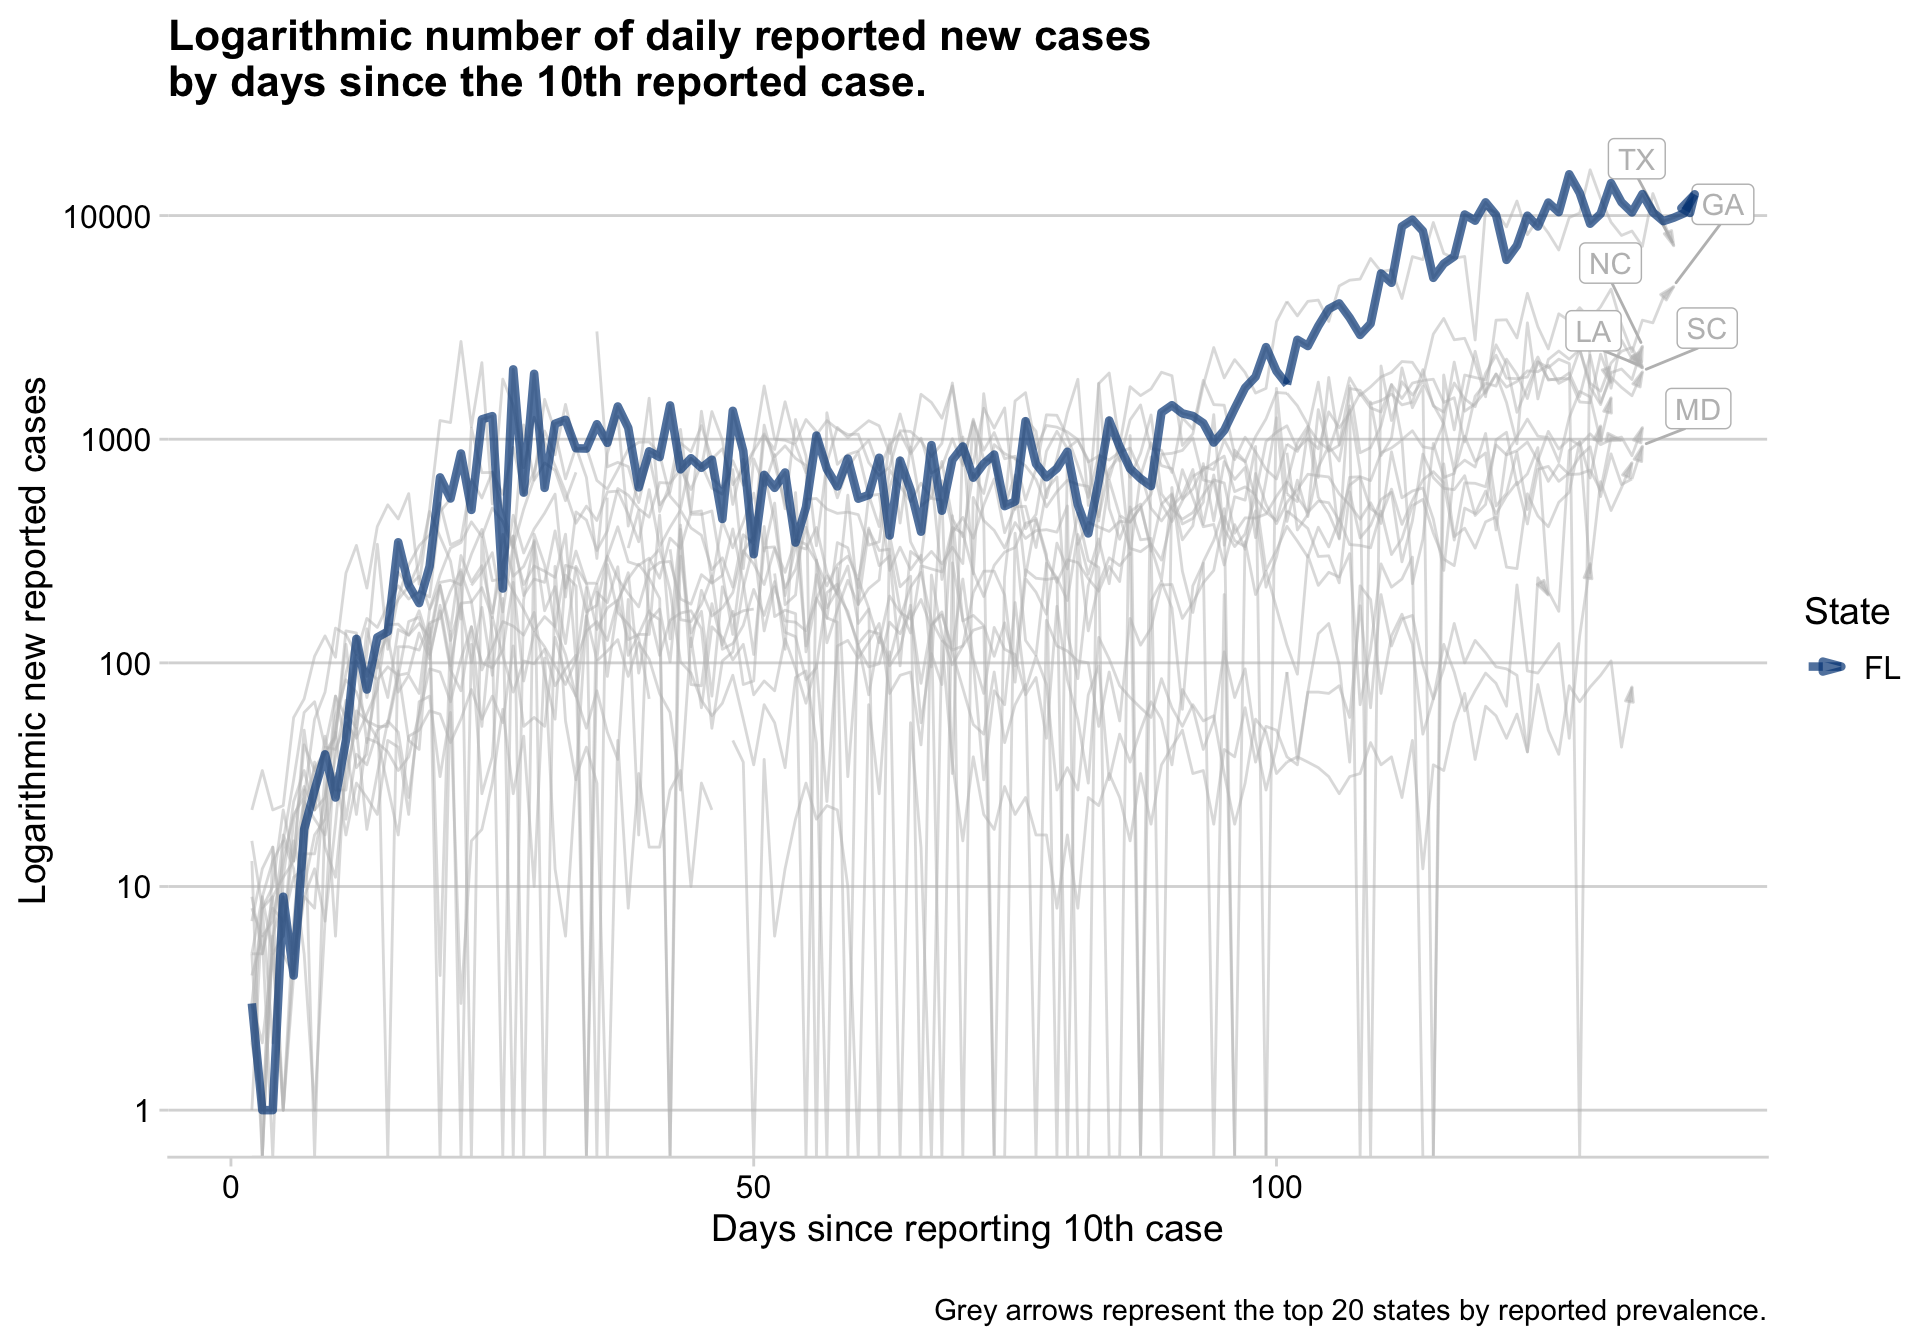 Logarithmic number of daily reported new cases
by days since the 10th reported case.
TX
GA
10000
NC
LA
SC
MD
1000
100
10
1
Logarithmic new reported cases
State
FL
0
50
100
Days since reporting 10th case
Grey arrows represent the top 20 states by reported prevalence.